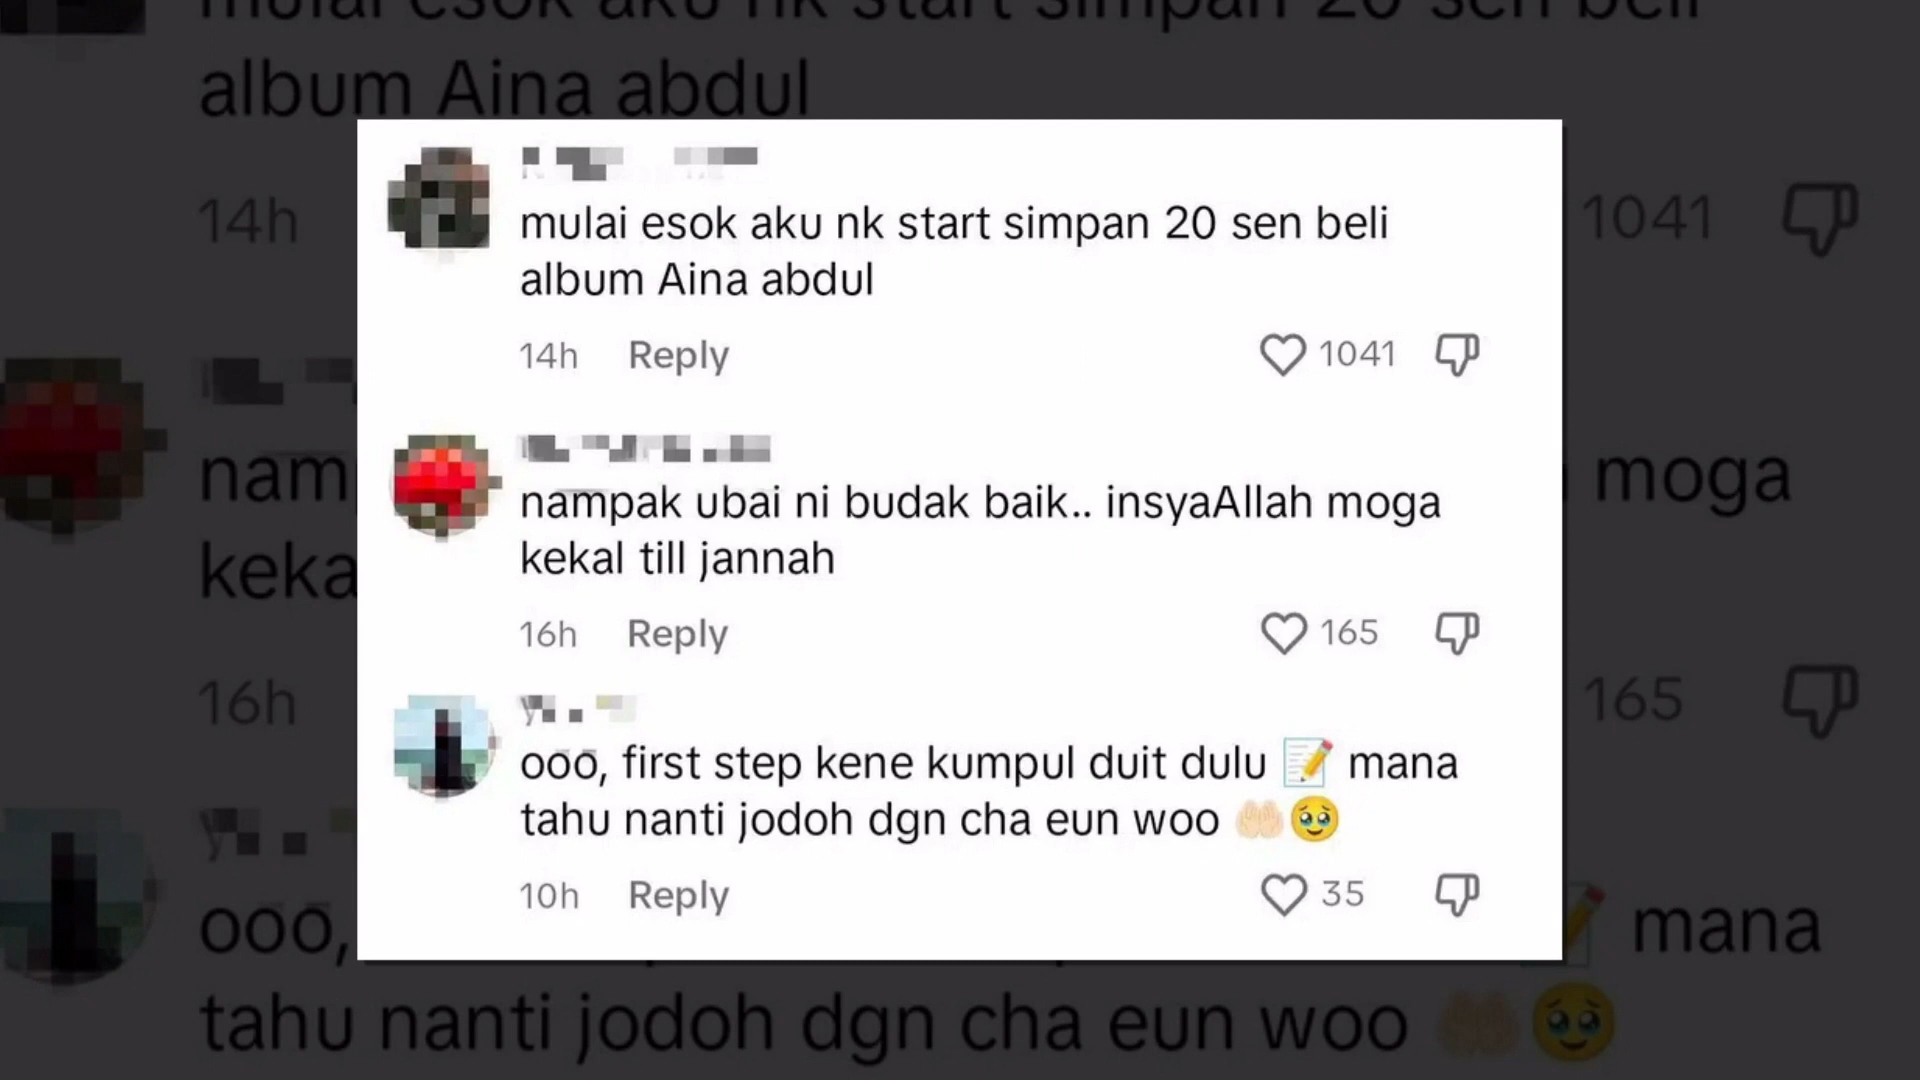 mulai esok aku nk start simpan 20 sen beli
album Aina abdul
14h Reply 1041
nampak ubai ni budak baik.. insyaAllah moga
kekal till jannah
16h Reply 165
ooo, first step kene kumpul duit dulu 📝 mana
tahu nanti jodoh dgn cha eun woo 🤲🏻🥹
10h Reply 35